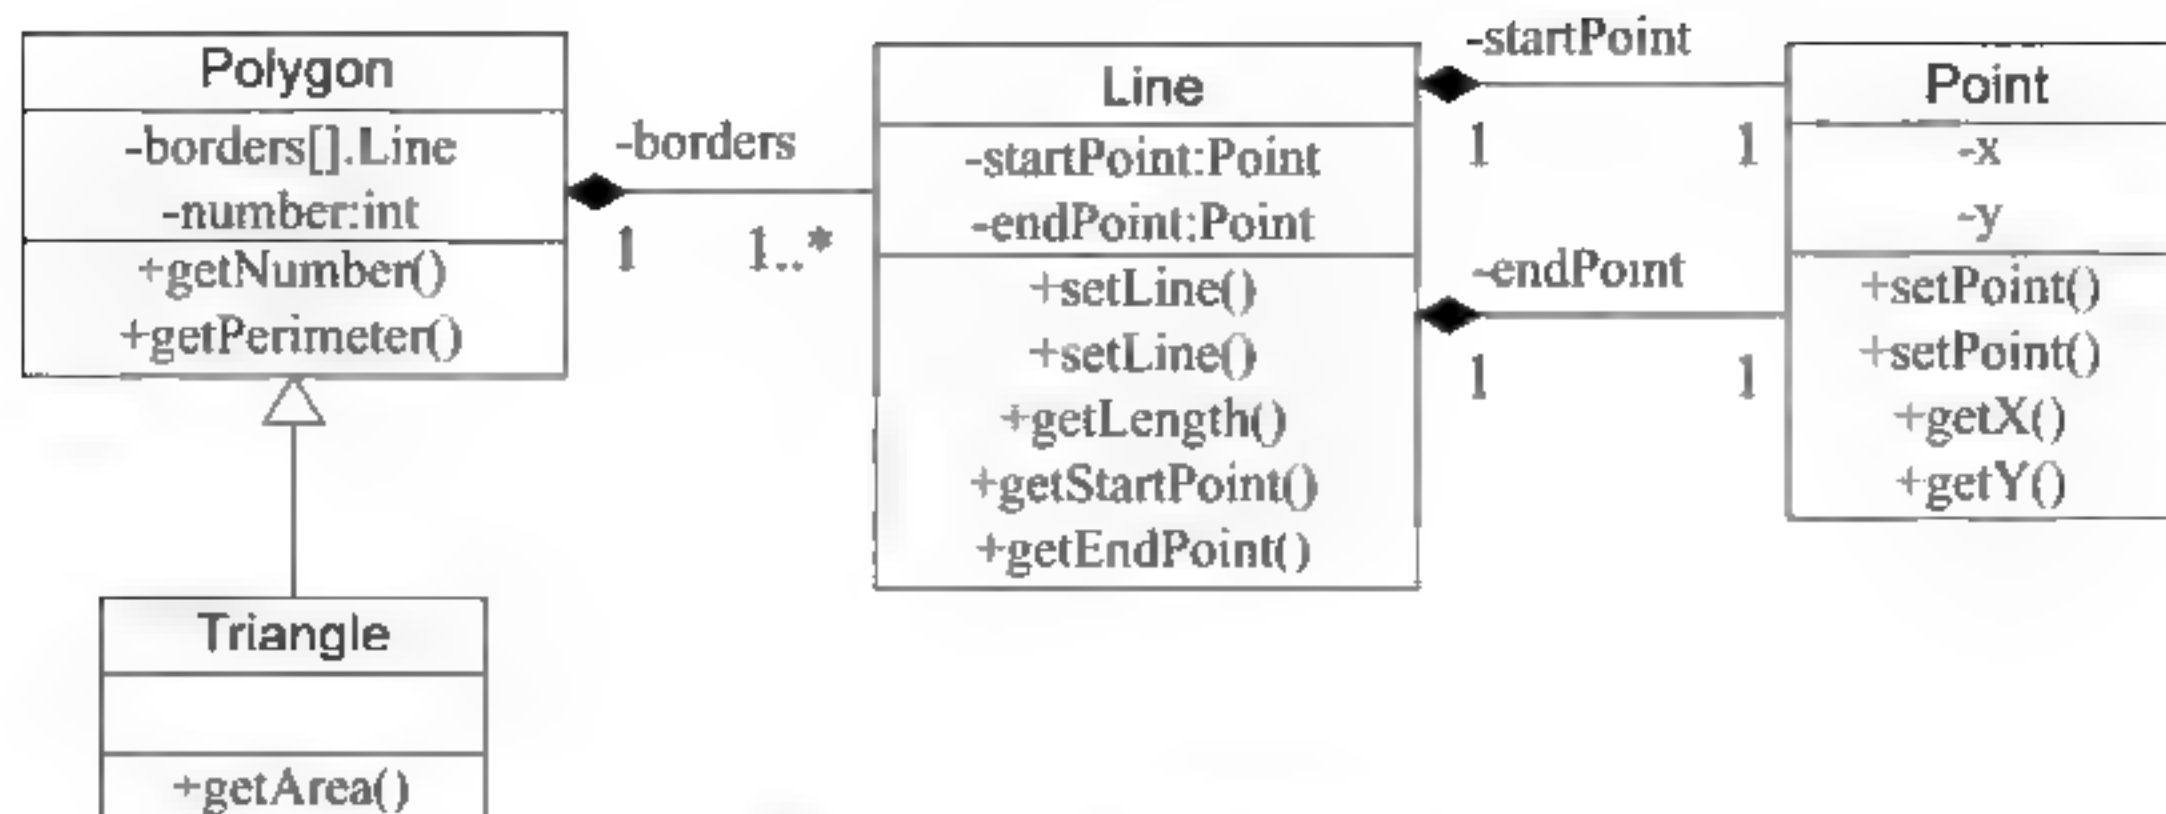 Polygon
-borders[].Line
-number:int
+getNumber()
+getPerimeter()
-borders
1
1..*
Line
-startPoint:Point
-endPoint:Point
+setLine()
+setLine()
+getLength()
+getStartPoint()
+getEndPoint()
-startPoint
1
1
-endPoint
1
1
Point
-x
-y
+setPoint()
+setPoint()
+getX()
+getY()
Triangle
+getArea()